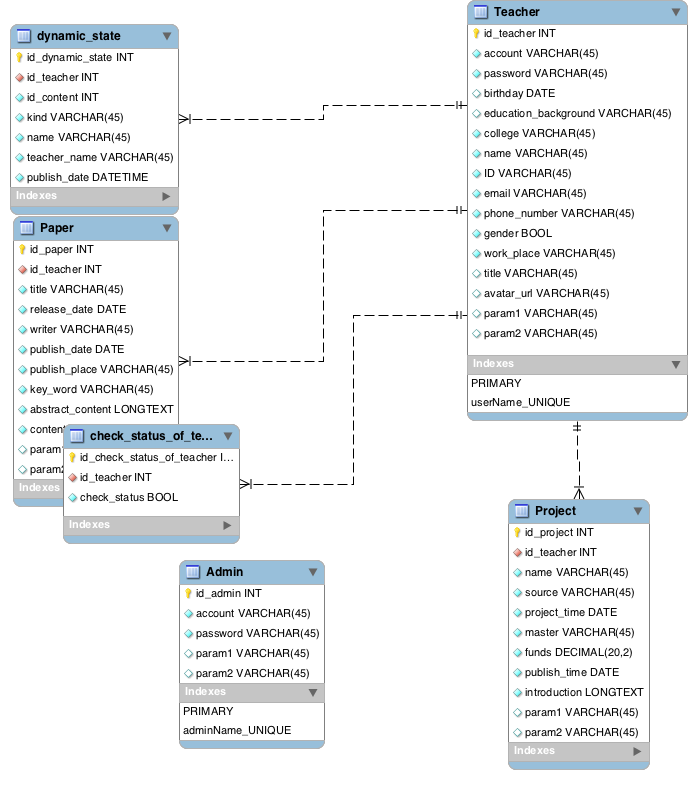 dynamic_state
id_dynamic_state INT
id_teacher INT
id_content INT
kind VARCHAR(45)
name VARCHAR(45)
teacher_name VARCHAR(45)
publish_date DATETIME
Indexes
Paper
id_paper INT
id_teacher INT
title VARCHAR(45)
release_date DATE
writer VARCHAR(45)
publish_date DATE
publish_place VARCHAR(45)
key_word VARCHAR(45)
abstract_content LONGTEXT
Indexes
check_status_of_te...
id_check_status_of_teacher I...
id_teacher INT
check_status BOOL
Indexes
Admin
id_admin INT
account VARCHAR(45)
password VARCHAR(45)
param1 VARCHAR(45)
param2 VARCHAR(45)
Indexes
PRIMARY
adminName_UNIQUE
Teacher
id_teacher INT
account VARCHAR(45)
password VARCHAR(45)
birthday DATE
education_background VARCHAR(45)
college VARCHAR(45)
name VARCHAR(45)
ID VARCHAR(45)
email VARCHAR(45)
phone_number VARCHAR(45)
gender BOOL
work_place VARCHAR(45)
title VARCHAR(45)
avatar_url VARCHAR(45)
param1 VARCHAR(45)
param2 VARCHAR(45)
Indexes
PRIMARY
userName_UNIQUE
Project
id_project INT
id_teacher INT
name VARCHAR(45)
source VARCHAR(45)
project_time DATE
master VARCHAR(45)
funds DECIMAL(20,2)
publish_time DATE
introduction LONGTEXT
param1 VARCHAR(45)
param2 VARCHAR(45)
Indexes